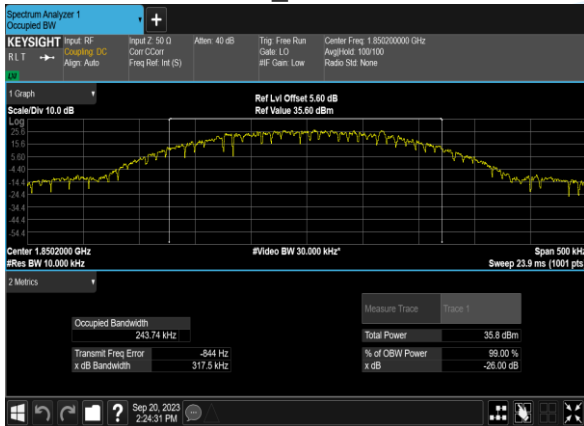 Spectrum Analyzer 1
Occupied BW
+
KEYSIGHT Input: RF Input Z: 50 Ω Atten: 40 dB Trig: Free Run Center Freq: 1.850200000 GHz
RLT Coupling: DC Corr CCorr Gate: LO Avg|Hold: 100/100
Align: Auto Freq Ref: Int (S) #IF Gain: Low Radio Std: None
1 Graph
Ref Lvl Offset 5.60 dB
Scale/Div 10.0 dB Ref Value 35.60 dBm
Log
25.6
15.6
5.60
-4.40
-14.4
-24.4
-34.4
-44.4
-54.4
Center 1.8502000 GHz #Video BW 30.000 kHz* Span 500 kHz
#Res BW 10.000 kHz Sweep 23.9 ms (1001 pts
2 Metrics
Measure Trace Trace 1
Occupied Bandwidth
243.74 kHz
Total Power 35.8 dBm
Transmit Freq Error -844 Hz % of OBW Power 99.00 %
x dB Bandwidth 317.5 kHz x dB -26.00 dB
?
Sep 20, 2023
2:24:31 PM